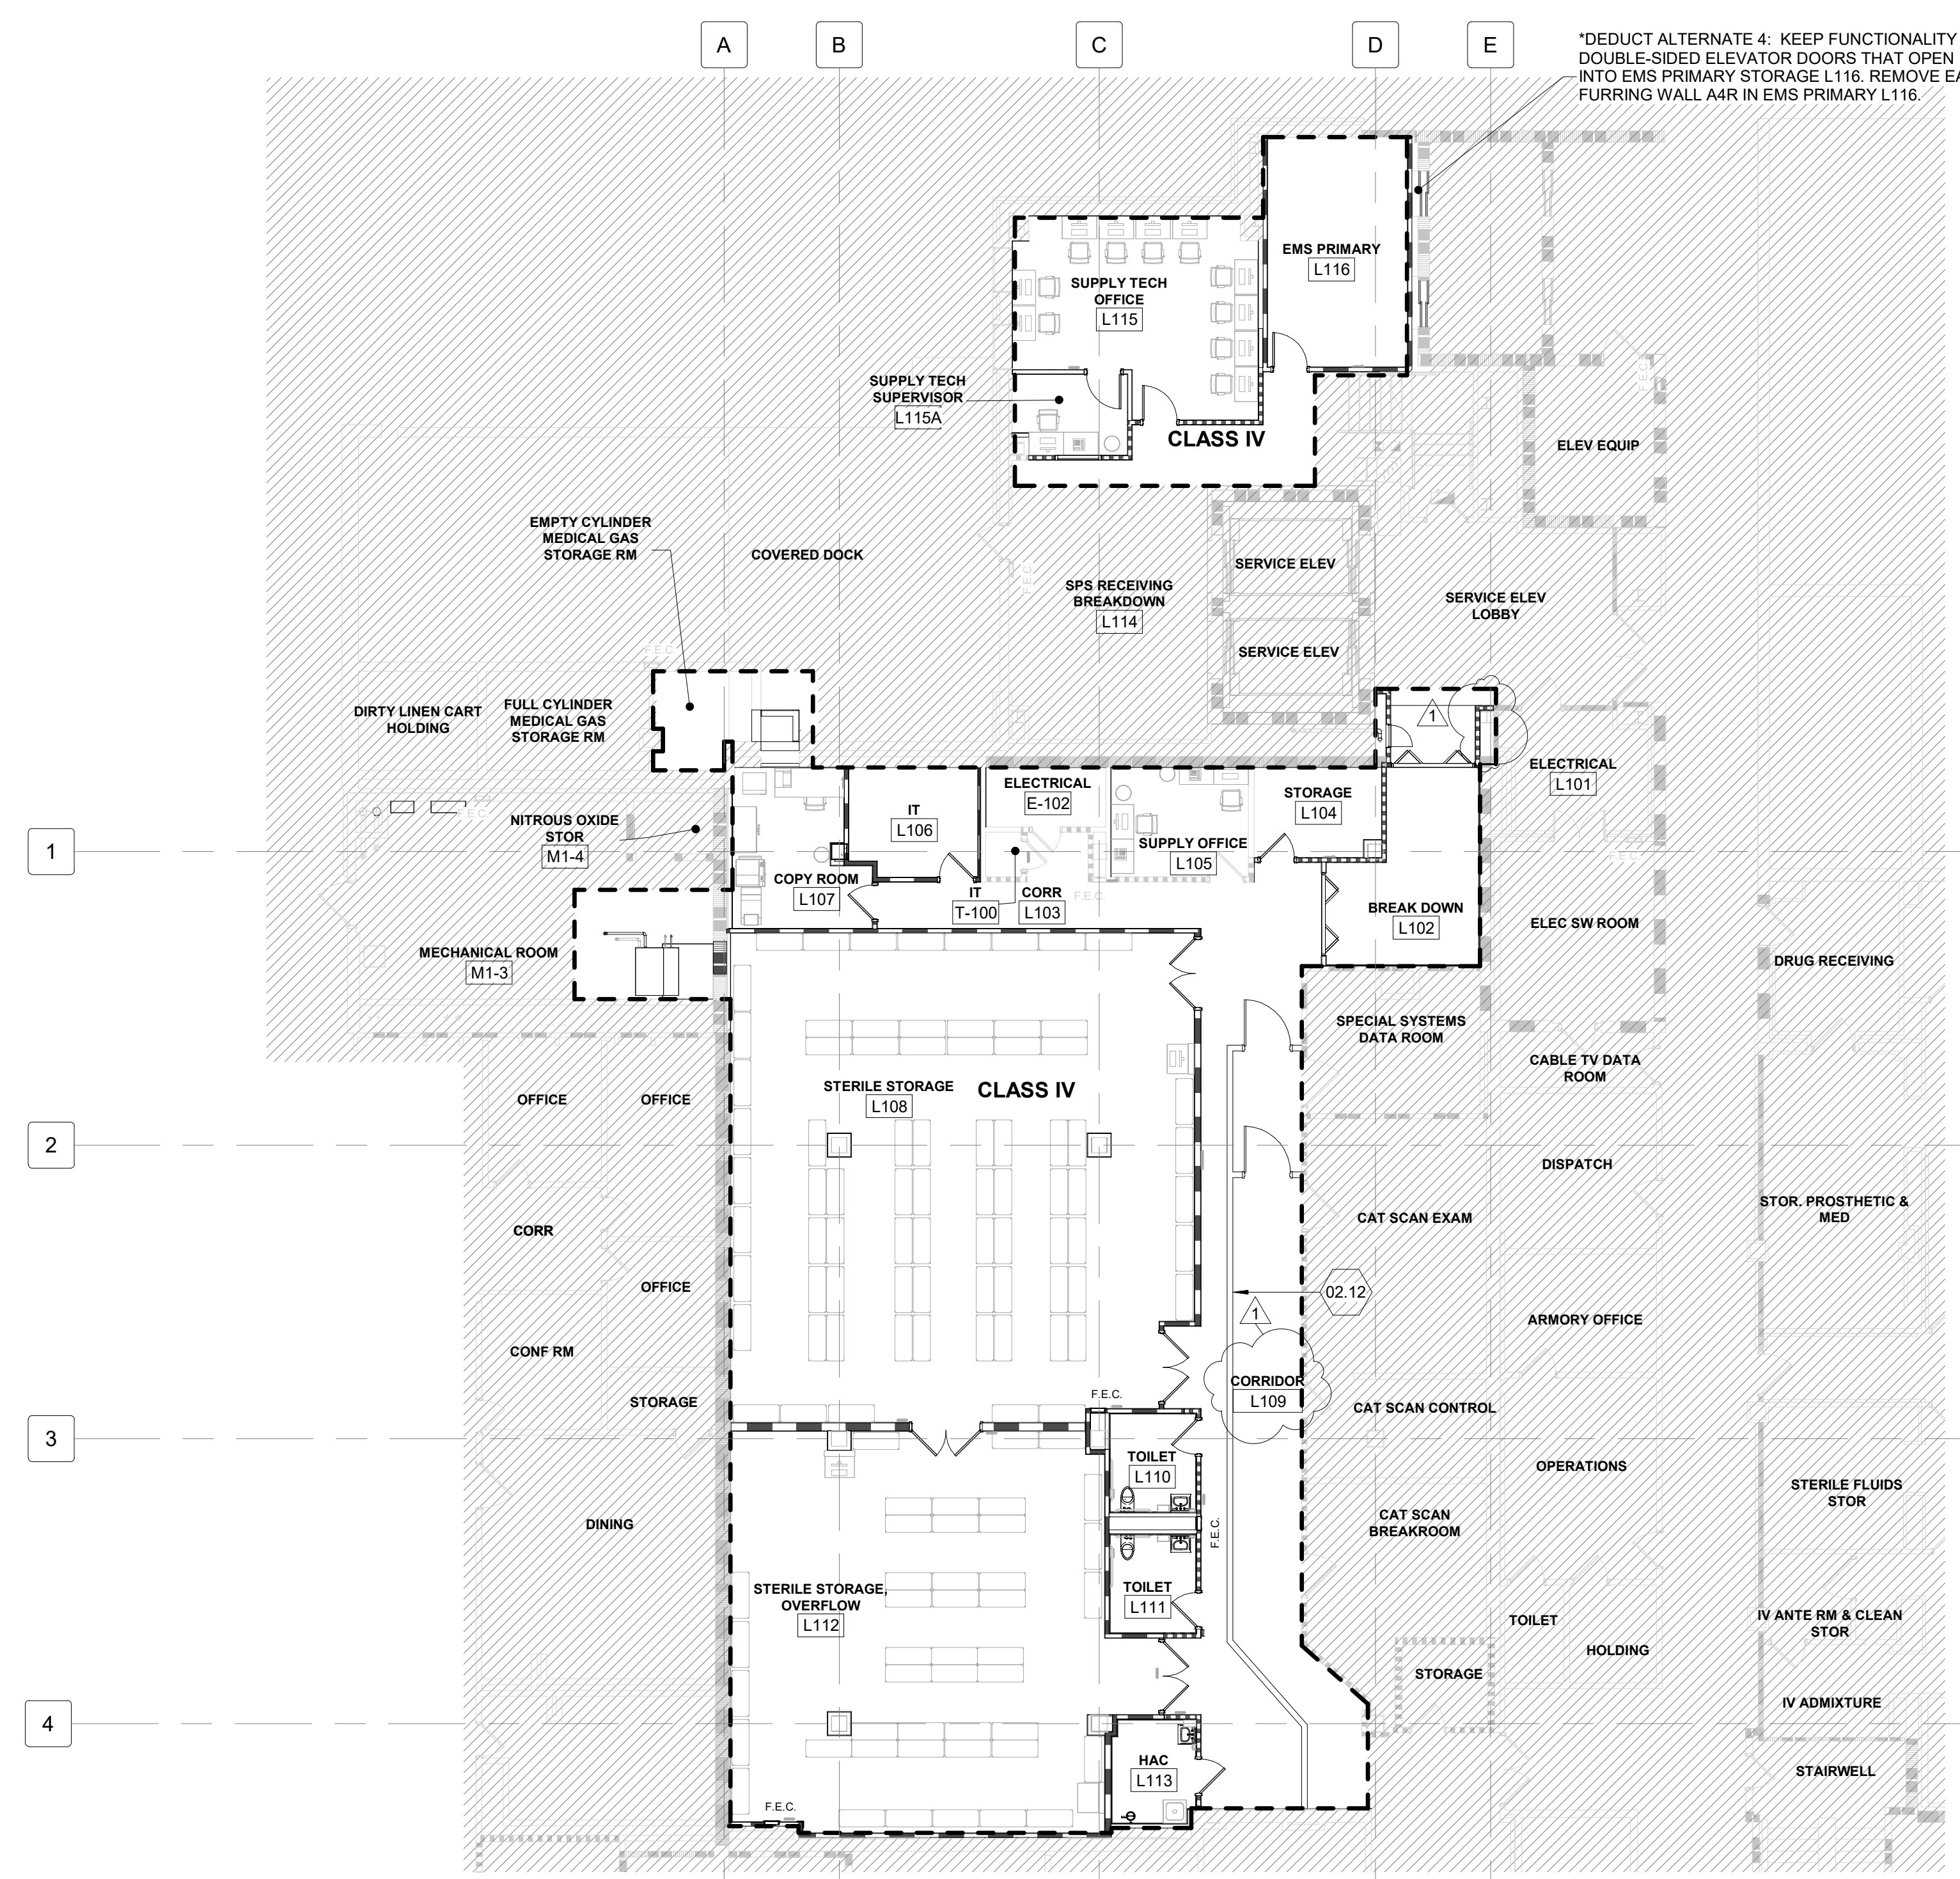 A
B
C
D
E
*DEDUCT ALTERNATE 4: KEEP FUNCTIONALITY
DOUBLE-SIDED ELEVATOR DOORS THAT OPEN
INTO EMS PRIMARY STORAGE L116. REMOVE EA
FURRING WALL A4R IN EMS PRIMARY L116.
EMS PRIMARY
L116
SUPPLY TECH
OFFICE
L115
SUPPLY TECH
SUPERVISOR
L115A
CLASS IV
F.E.C.
ELEV EQUIP
EMPTY CYLINDER
MEDICAL GAS
STORAGE RM
COVERED DOCK
F.E.C.
SPS RECEIVING
BREAKDOWN
L114
SERVICE ELEV
SERVICE ELEV
SERVICE ELEV
LOBBY
F.E.C.
DIRTY LINEN CART
HOLDING
FULL CYLINDER
MEDICAL GAS
STORAGE RM
1
ELECTRICAL
L101
NITROUS OXIDE
STOR
M1-4
F.E.C.
IT
L106
ELECTRICAL
E-102
STORAGE
L104
SUPPLY OFFICE
L105
1
F.E.C.
COPY ROOM
L107
IT
T-100
CORR
L103
F.E.C.
BREAK DOWN
L102
ELEC SW ROOM
MECHANICAL ROOM
M1-3
DRUG RECEIVING
SPECIAL SYSTEMS
DATA ROOM
CABLE TV DATA
ROOM
OFFICE
OFFICE
STERILE STORAGE
L108
CLASS IV
2
DISPATCH
STOR. PROSTHETIC &
MED
CORR
CAT SCAN EXAM
OFFICE
02.12
1
ARMORY OFFICE
CONF RM
CORRIDOR
L109
STORAGE
F.E.C.
CAT SCAN CONTROL
3
TOILET
L110
OPERATIONS
STERILE FLUIDS
STOR
DINING
F.E.C.
CAT SCAN
BREAKROOM
STERILE STORAGE,
OVERFLOW
L112
TOILET
L111
TOILET
IV ANTE RM & CLEAN
STOR
HOLDING
STORAGE
IV ADMIXTURE
4
HAC
L113
STAIRWELL
F.E.C.